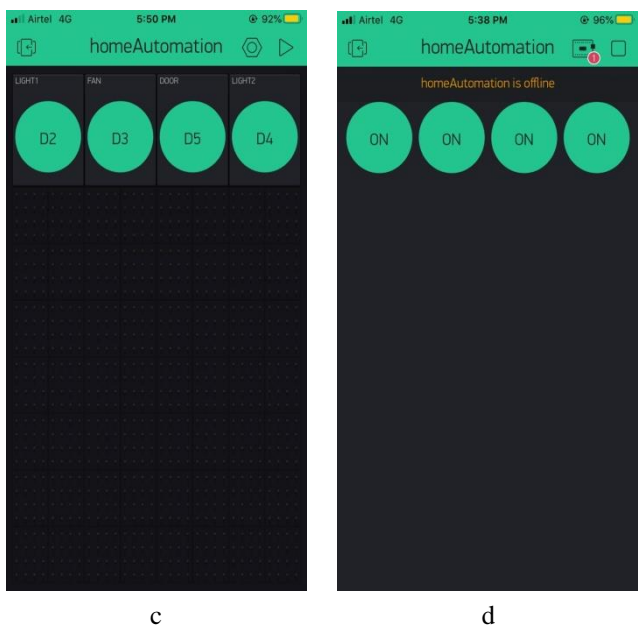 Airtel 4G 5:50 PM 92%
homeAutomation
LIGHT1 FAN DOOR LIGHT2
D2 D3 D5 D4
c
Airtel 4G 5:38 PM 96%
homeAutomation 1
homeAutomation is offline
ON ON ON ON
d